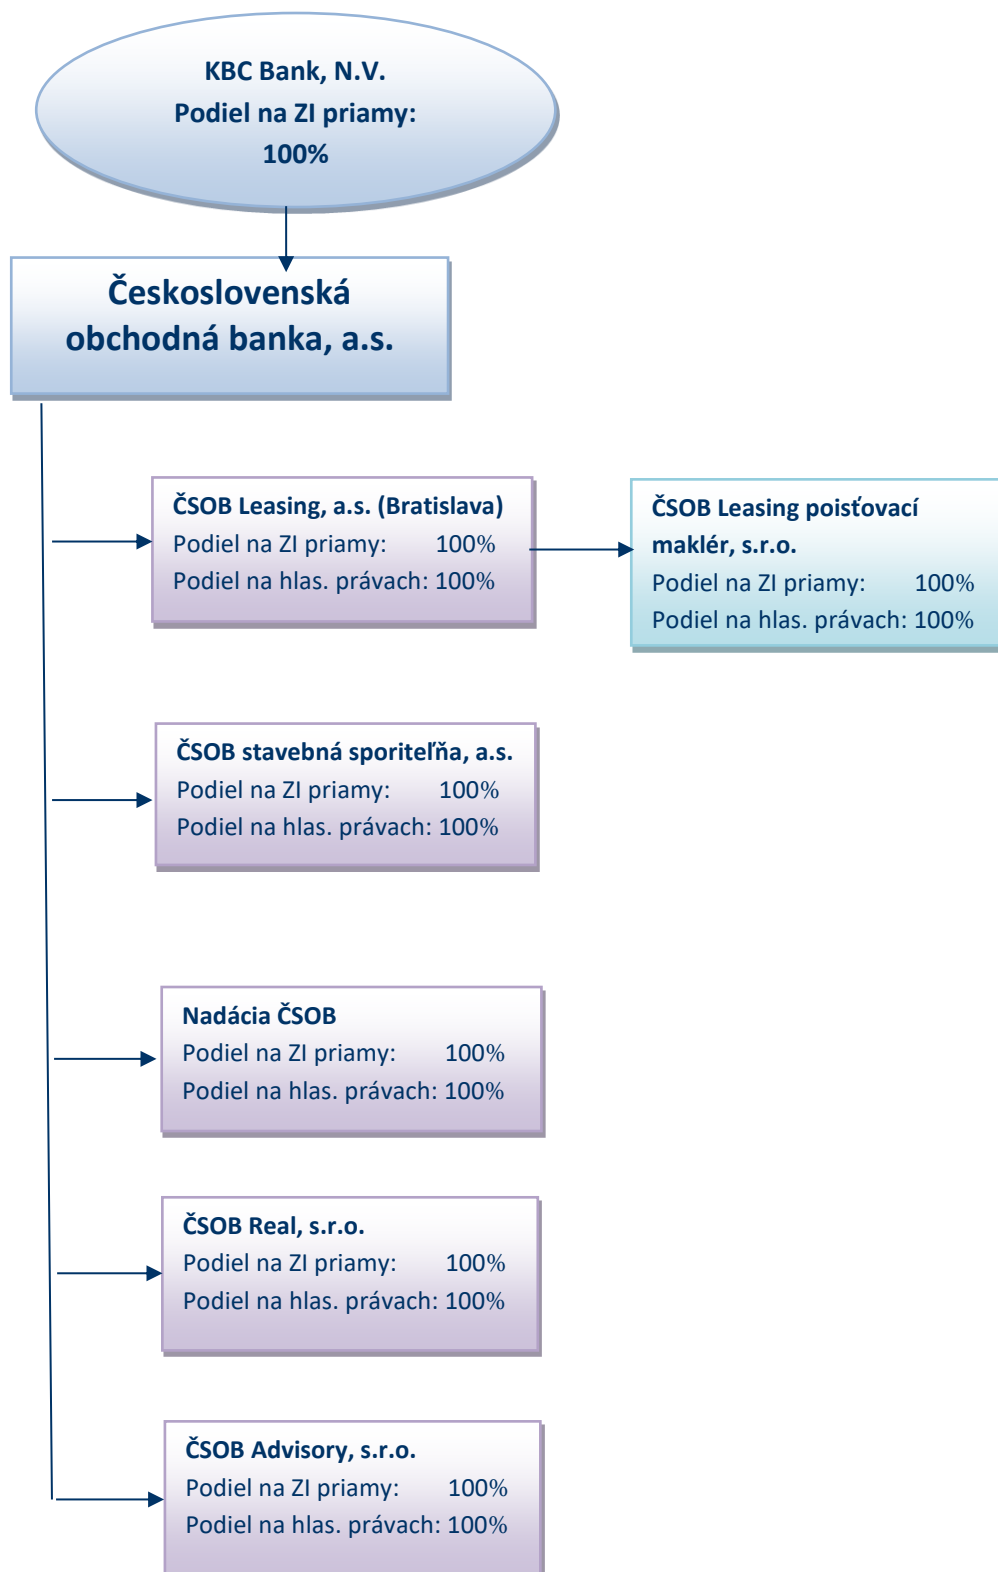 KBC Bank, N.V.
Podiel na ZI priamy:
100%
Československá
obchodná banka, a.s.
ČSOB Leasing, a.s. (Bratislava)
Podiel na ZI priamy: 100%
Podiel na hlas. právach: 100%
ČSOB Leasing poisťovací
maklér, s.r.o.
Podiel na ZI priamy: 100%
Podiel na hlas. právach: 100%
ČSOB stavebná sporiteľňa, a.s.
Podiel na ZI priamy: 100%
Podiel na hlas. právach: 100%
Nadácia ČSOB
Podiel na ZI priamy: 100%
Podiel na hlas. právach: 100%
ČSOB Real, s.r.o.
Podiel na ZI priamy: 100%
Podiel na hlas. právach: 100%
ČSOB Advisory, s.r.o.
Podiel na ZI priamy: 100%
Podiel na hlas. právach: 100%